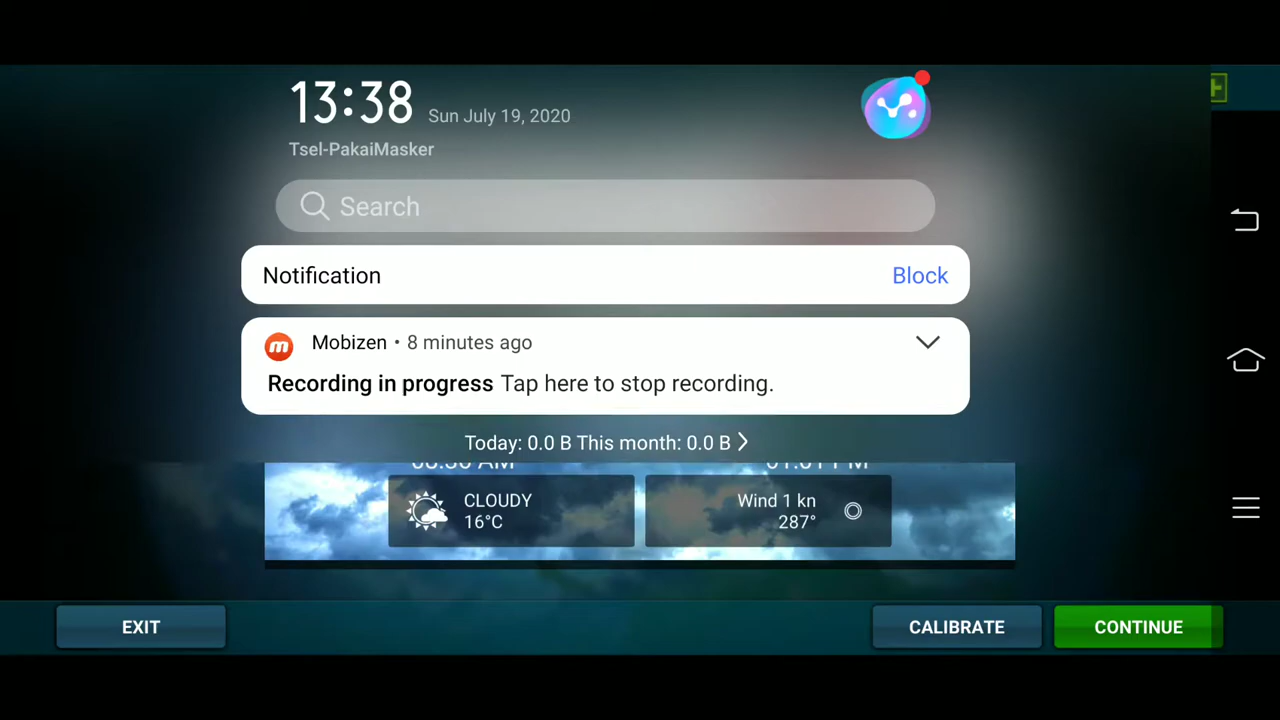 13:38 Sun July 19, 2020
Tsel-PakaiMasker
Search
Notification Block
Mobizen • 8 minutes ago
Recording in progress Tap here to stop recording.
Today: 0.0 B This month: 0.0 B
CLOUDY
16°C
Wind 1 kn
287°
EXIT CALIBRATE CONTINUE